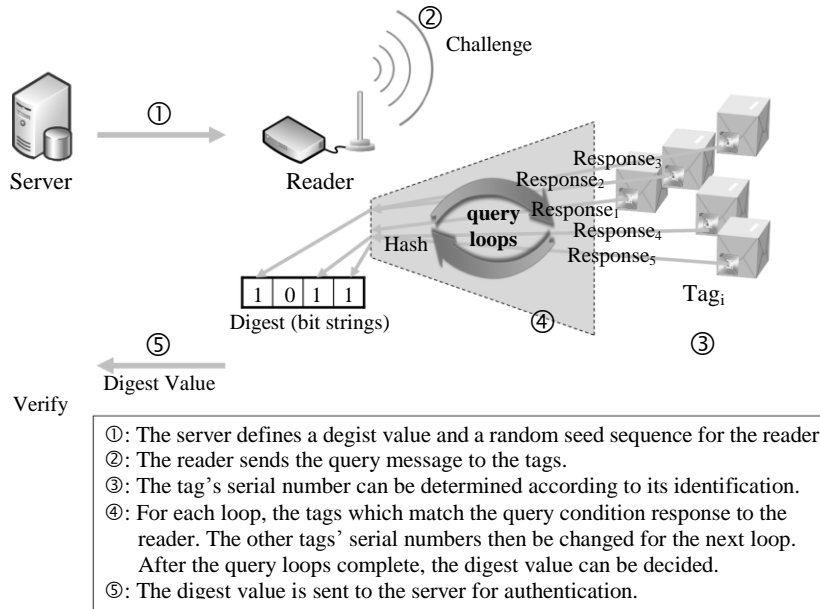 ②
Challenge
①
Server
Reader
Response₃
Response₂
Response₁
Response₄
Response₅
query
loops
Hash
1 0 1 1
Digest (bit strings)
④
Tagᵢ
③
⑤
Digest Value
Verify
①: The server defines a degist value and a random seed sequence for the reader
②: The reader sends the query message to the tags.
③: The tag's serial number can be determined according to its identification.
④: For each loop, the tags which match the query condition response to the
reader. The other tags' serial numbers then be changed for the next loop.
After the query loops complete, the digest value can be decided.
⑤: The digest value is sent to the server for authentication.